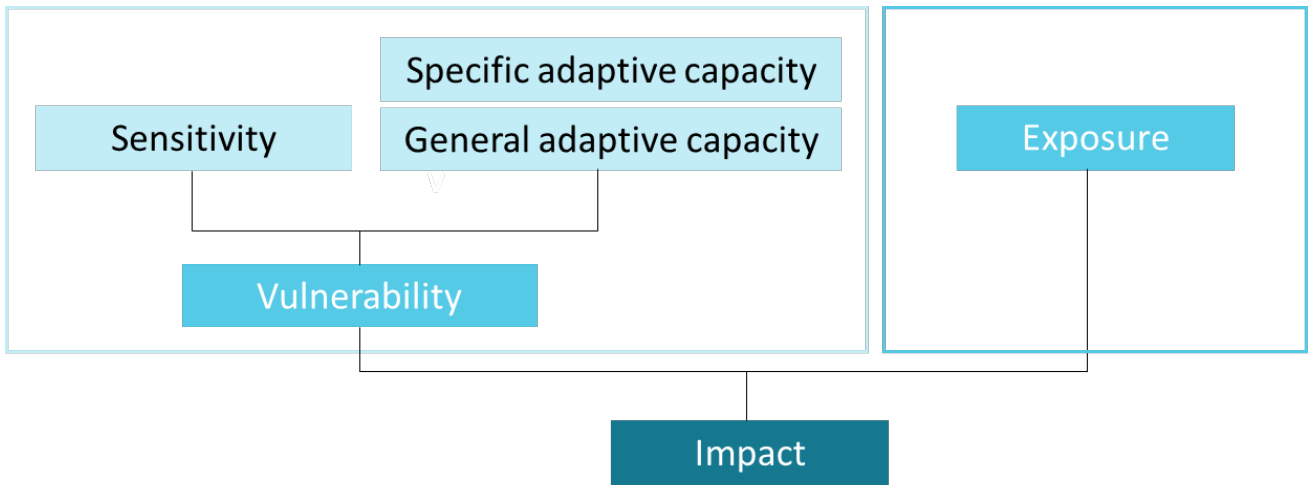 Specific adaptive capacity
Sensitivity
General adaptive capacity
Exposure
Vulnerability
Impact